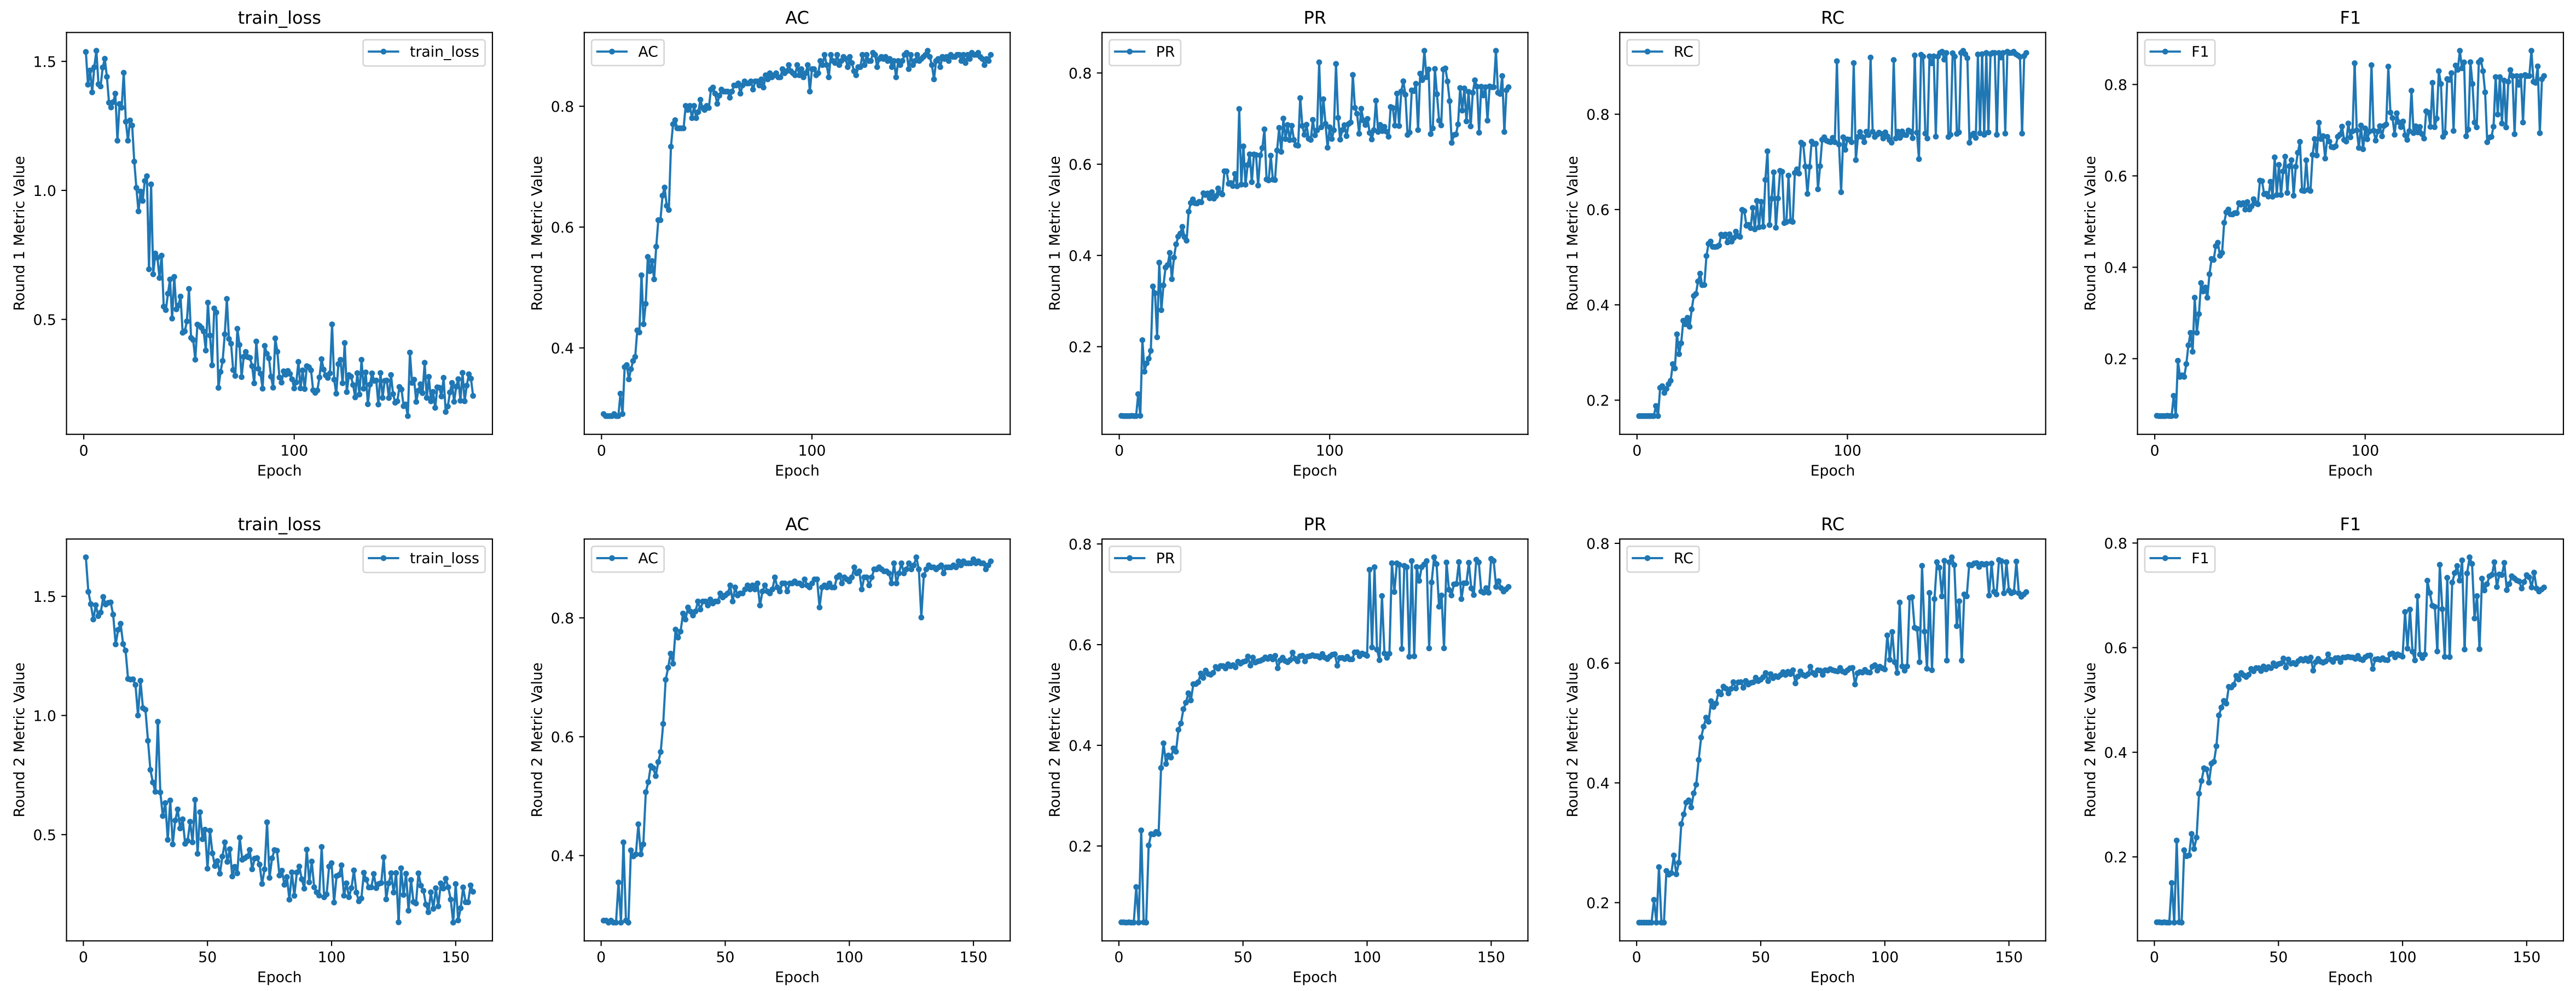 train_loss
AC
PR
RC
F1
Round 1 Metric Value
1.5
1.0
0.5
train_loss
0
100
Epoch
Round 1 Metric Value
0.8
0.6
0.4
AC
0
100
Epoch
Round 1 Metric Value
0.8
0.6
0.4
0.2
PR
0
100
Epoch
Round 1 Metric Value
0.8
0.6
0.4
0.2
RC
0
100
Epoch
Round 1 Metric Value
0.8
0.6
0.4
0.2
F1
0
100
Epoch
train_loss
AC
PR
RC
F1
Round 2 Metric Value
1.5
1.0
0.5
train_loss
0
50
100
150
Epoch
Round 2 Metric Value
0.8
0.6
0.4
AC
0
50
100
150
Epoch
Round 2 Metric Value
0.8
0.6
0.4
0.2
PR
0
50
100
150
Epoch
Round 2 Metric Value
0.8
0.6
0.4
0.2
RC
0
50
100
150
Epoch
Round 2 Metric Value
0.8
0.6
0.4
0.2
F1
0
50
100
150
Epoch